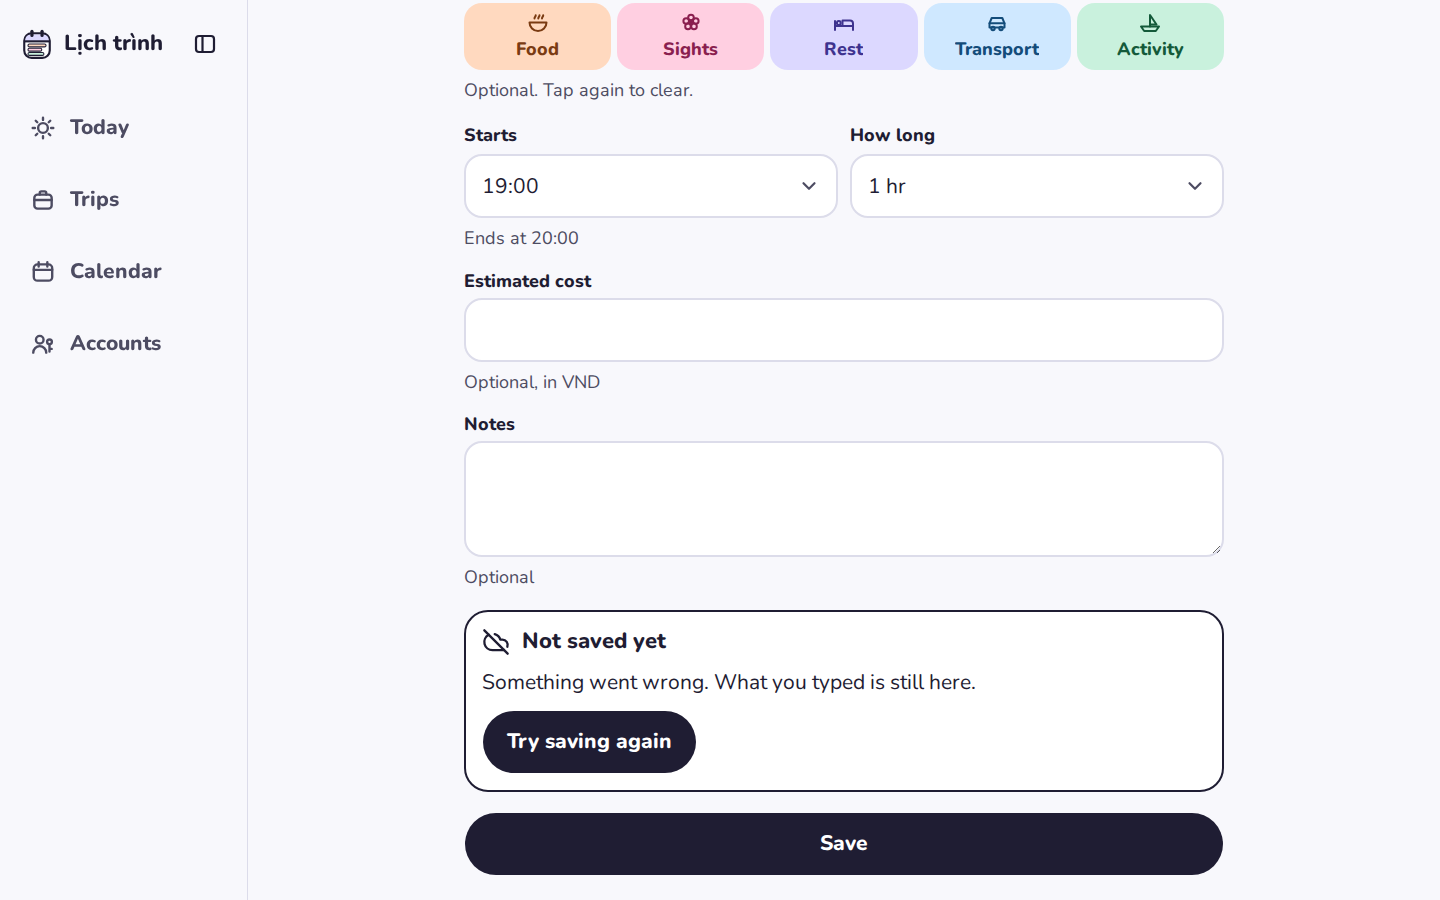 Lịch trình
Today
Trips
Calendar
Accounts
Food
Sights
Rest
Transport
Activity
Optional. Tap again to clear.
Starts
How long
19:00
1 hr
Ends at 20:00
Estimated cost
Optional, in VND
Notes
Optional
Not saved yet
Something went wrong. What you typed is still here.
Try saving again
Save